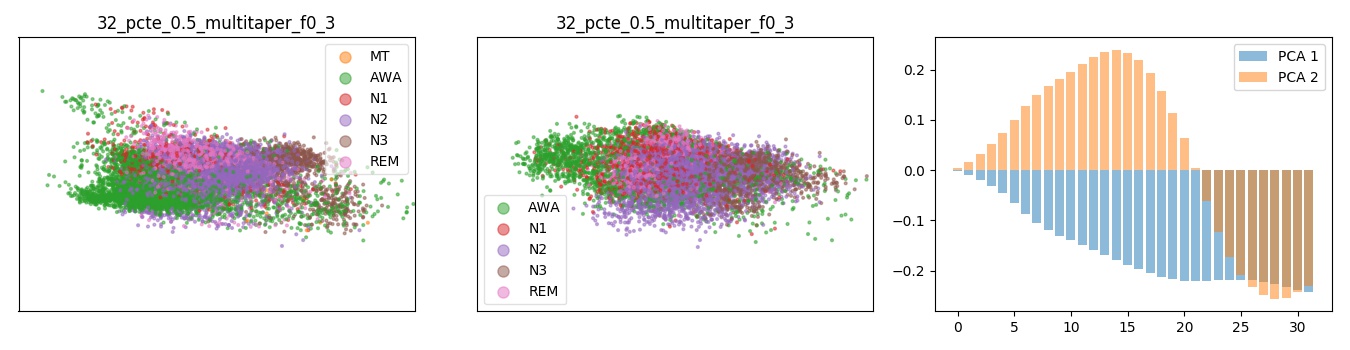 32_pcte_0.5_multitaper_f0_3
MT
AWA
N1
N2
N3
REM
32_pcte_0.5_multitaper_f0_3
AWA
N1
N2
N3
REM
PCA 1
PCA 2
0.2
0.1
0.0
−0.1
−0.2
0 5 10 15 20 25 30